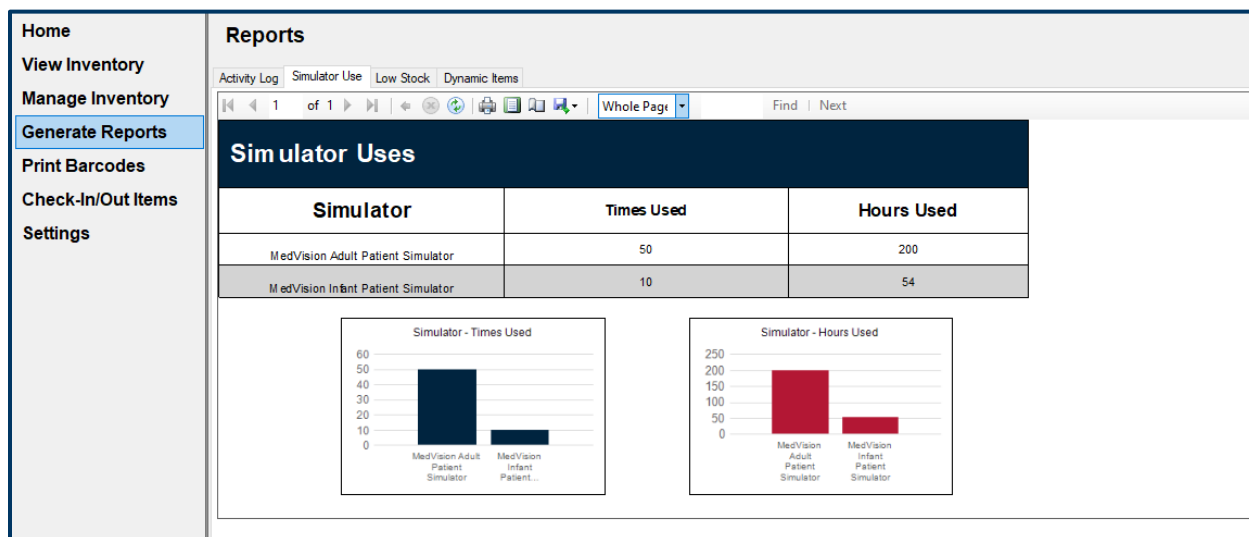 Home
View Inventory
Manage Inventory
Generate Reports
Print Barcodes
Check-In/Out Items
Settings
Reports
Activity Log Simulator Use Low Stock Dynamic Items
1 of 1 Whole Page Find | Next
Simulator Uses
Simulator Times Used Hours Used
MedVision Adult Patient Simulator 50 200
MedVision Infant Patient Simulator 10 54
Simulator - Times Used
60
50
40
30
20
10
0
MedVision Adult
Patient
Simulator
MedVision
Infant
Patient...
Simulator - Hours Used
250
200
150
100
50
0
MedVision
Adult
Patient
Simulator
MedVision
Infant
Patient
Simulator